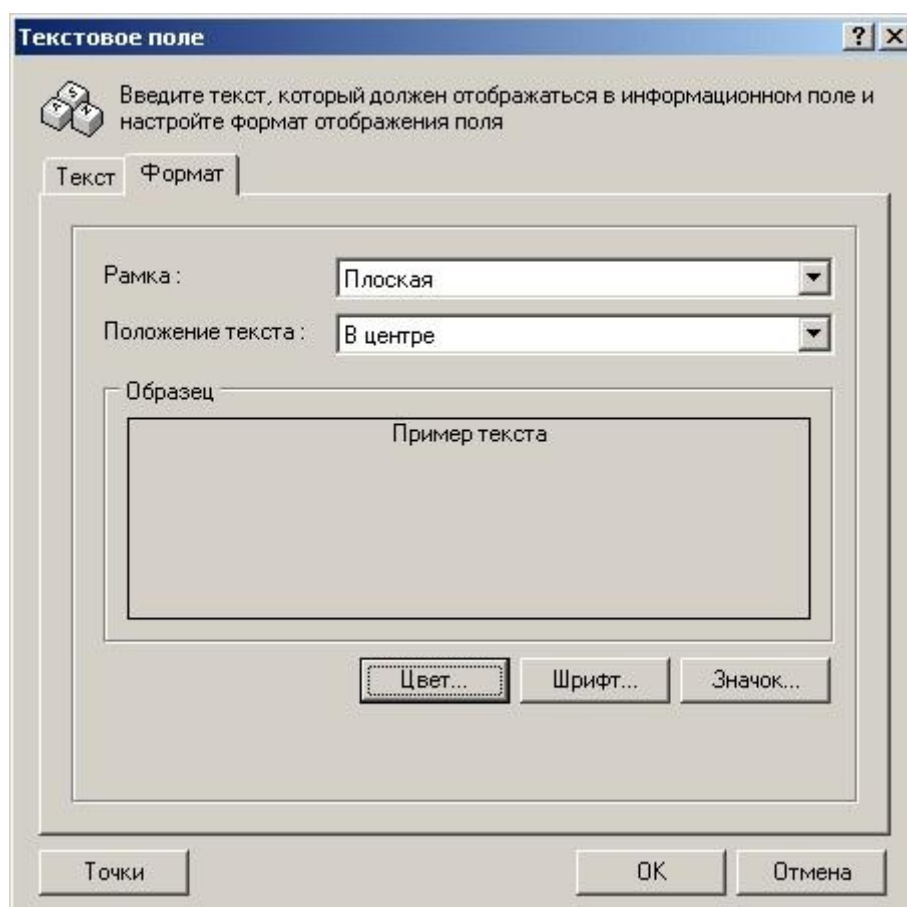 Текстовое поле
Введите текст, который должен отображаться в информационном поле и
настройте формат отображения поля
Текст Формат
Рамка : Плоская
Положение текста : В центре
Образец
Пример текста
Цвет... Шрифт... Значок...
Точки OK Отмена